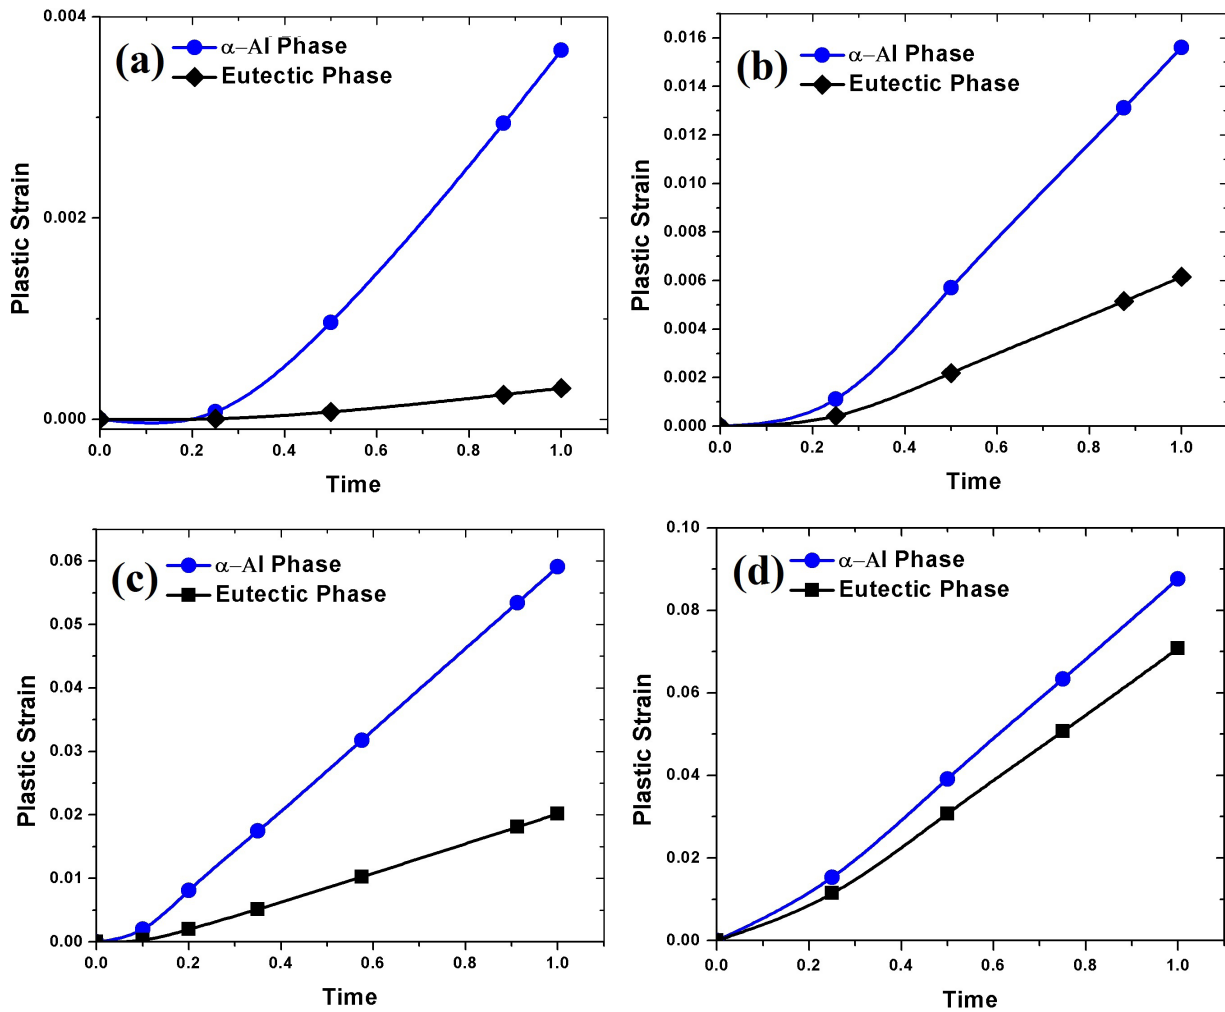 (a)
α–Al Phase
Eutectic Phase
Plastic Strain
0.004
0.002
0.000
0.0 0.2 0.4 0.6 0.8 1.0
Time
(b)
α–Al Phase
Eutectic Phase
Plastic Strain
0.016
0.014
0.012
0.010
0.008
0.006
0.004
0.002
0.000
0.0 0.2 0.4 0.6 0.8 1.0
Time
(c)
α–Al Phase
Eutectic Phase
Plastic Strain
0.06
0.05
0.04
0.03
0.02
0.01
0.00
0.0 0.2 0.4 0.6 0.8 1.0
Time
(d)
α–Al Phase
Eutectic Phase
Plastic Strain
0.10
0.08
0.06
0.04
0.02
0.00
0.0 0.2 0.4 0.6 0.8 1.0
Time